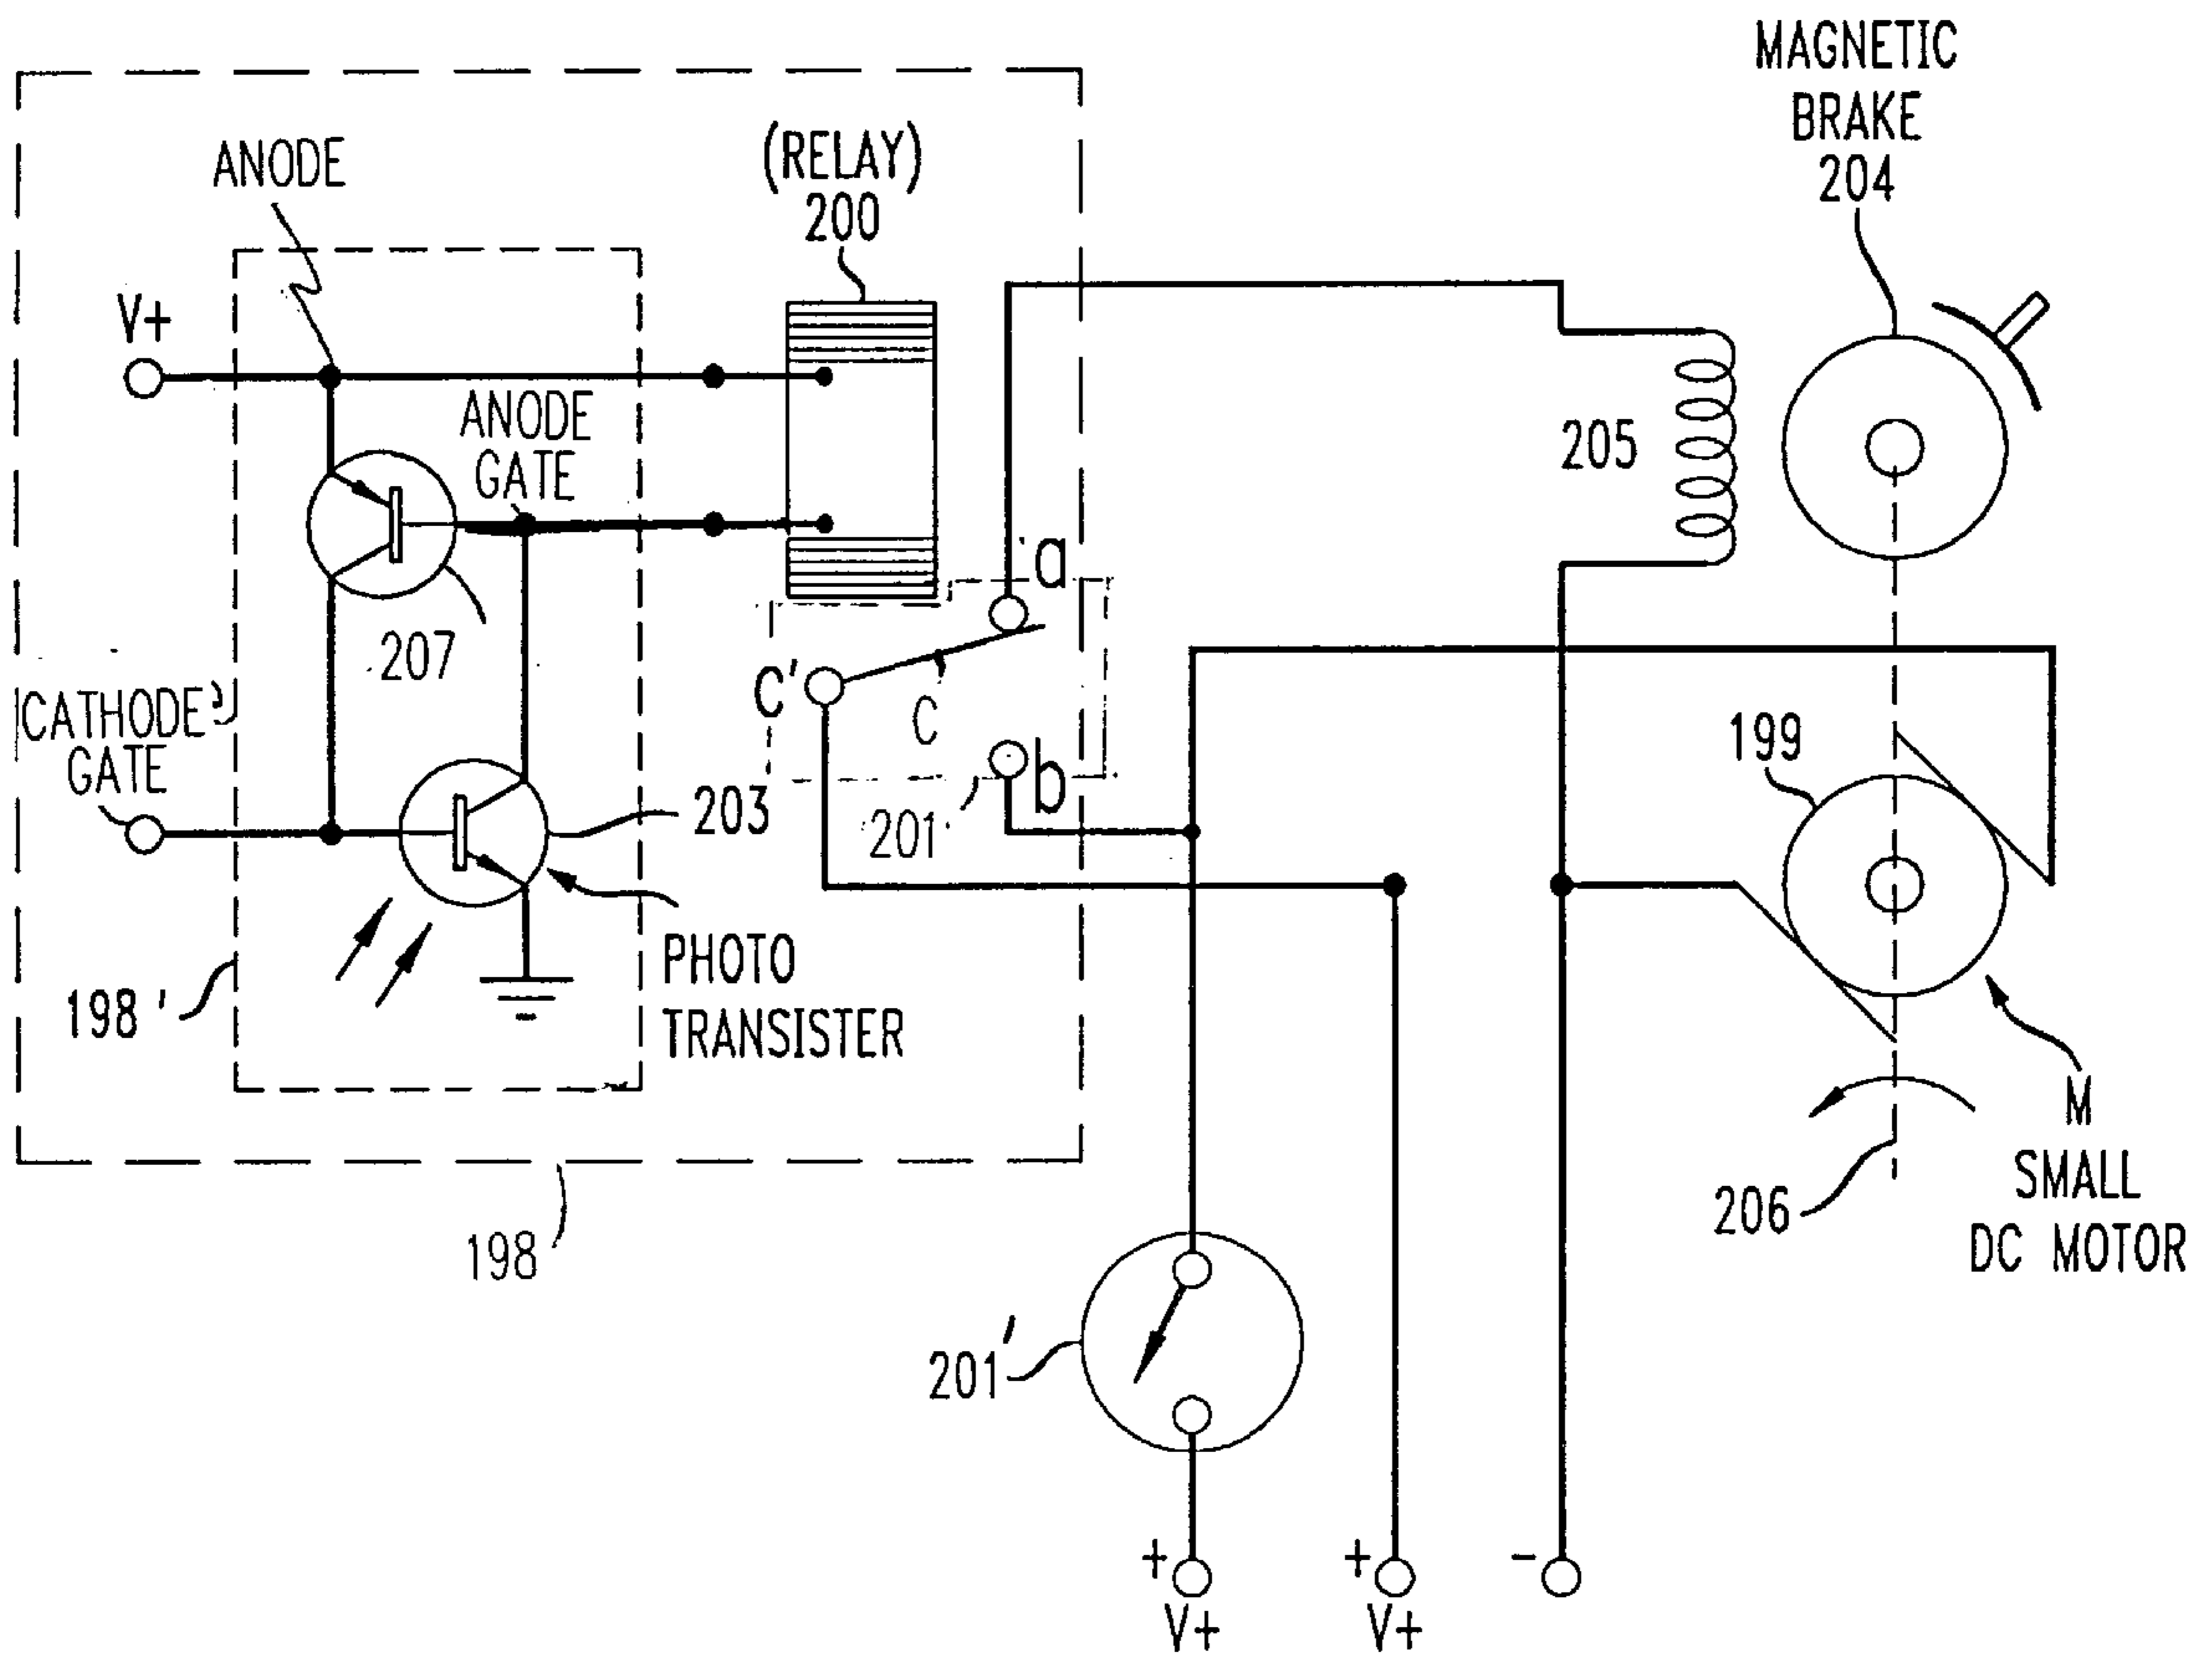 MAGNETIC
BRAKE
204
ANODE
(RELAY)
200
V+
ANODE
GATE
205
a
207
C'
C
CATHODE
GATE
b
199
203
201
PHOTO
TRANSISTER
198'
M
SMALL
DC MOTOR
206
198
201'
+
V+
+
V+
-